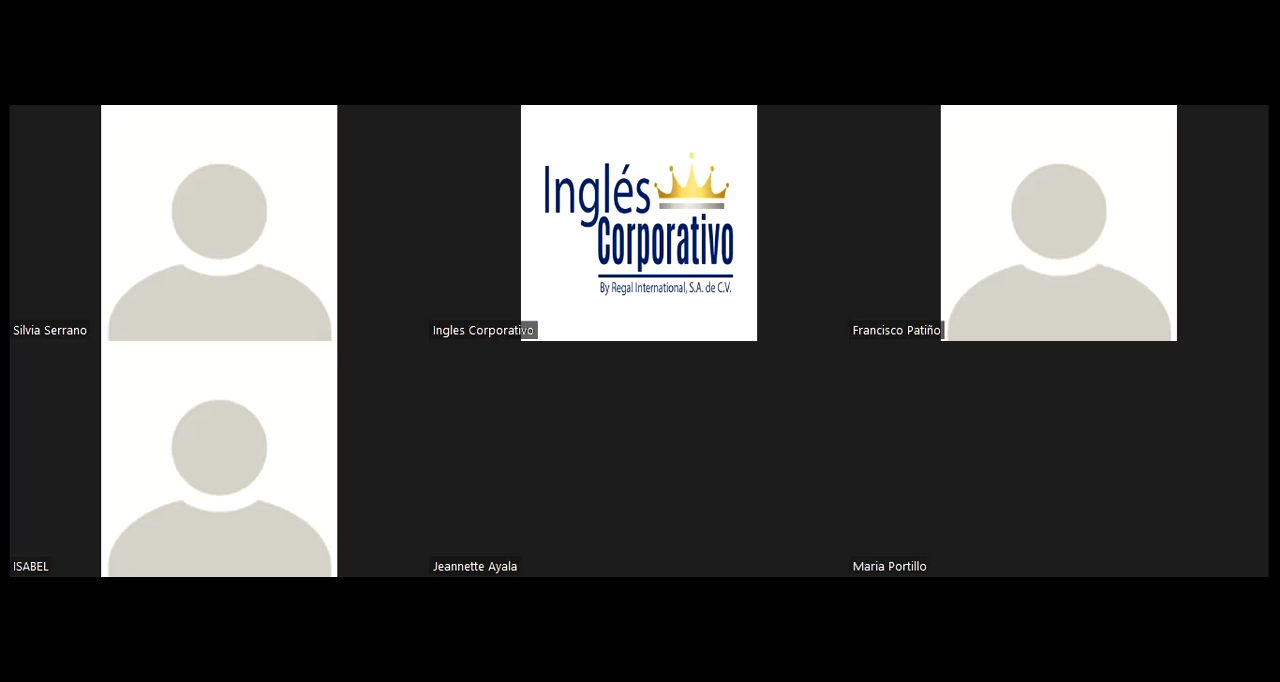 Inglés
Corporativo
By Regal International, S.A. de C.V.
Silvia Serrano
Ingles Corporativo
Francisco Patiño
ISABEL
Jeannette Ayala
Maria Portillo